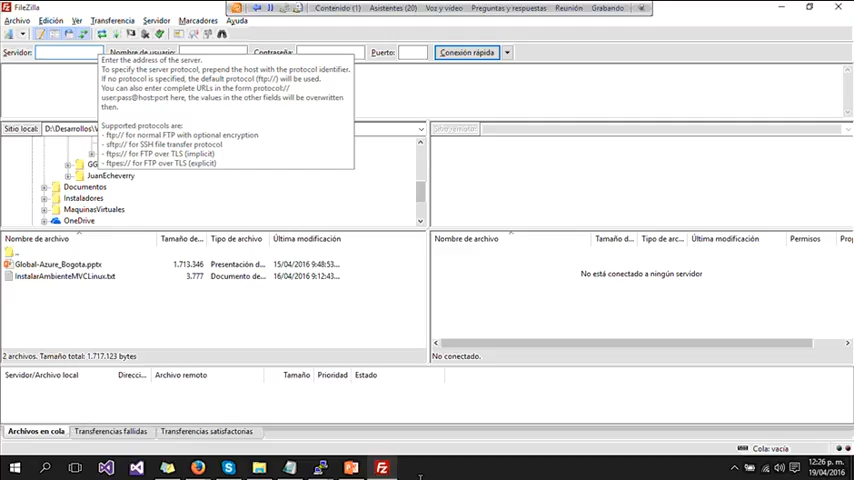 FileZilla
Contenido (1) Asistentes (20) Voz y video Preguntas y respuestas Reunión Grabando
Archivo Edición Ver Transferencia Servidor Marcadores Ayuda
Servidor: Nombre de usuario: Contraseña: Puerto: Conexión rápida
Enter the address of the server.
To specify the server protocol, prepend the host with the protocol identifier.
If no protocol is specified, the default protocol (ftp://) will be used.
You can also enter complete URLs in the form protocol://
user:pass@host:port here, the values in the other fields will be overwritten
then.
Supported protocols are:
- ftp:// for normal FTP with optional encryption
- sftp:// for SSH file transfer protocol
- ftps:// for FTP over TLS (implicit)
- ftpes:// for FTP over TLS (explicit)
Sitio local: D:\Desarrollos\V
Sitio remoto:
GG
JuanEcheverry
Documentos
Instaladores
MaquinasVirtuales
OneDrive
Nombre de archivo Tamaño de... Tipo de archivo Última modificación
Nombre de archivo Tamaño d... Tipo de arc... Última modificación Permisos Pro
..
Global-Azure_Bogota.pptx 1.713.346 Presentación d... 15/04/2016 9:48:53...
InstalarAmbienteMVCLinux.txt 3.777 Documento de... 16/04/2016 9:12:43...
No está conectado a ningún servidor
2 archivos. Tamaño total: 1.717.123 bytes
No conectado.
Servidor/Archivo local Direcci... Archivo remoto Tamaño Prioridad Estado
Archivos en cola Transferencias fallidas Transferencias satisfactorias
Cola: vacía
12:26 p. m.
19/04/2016